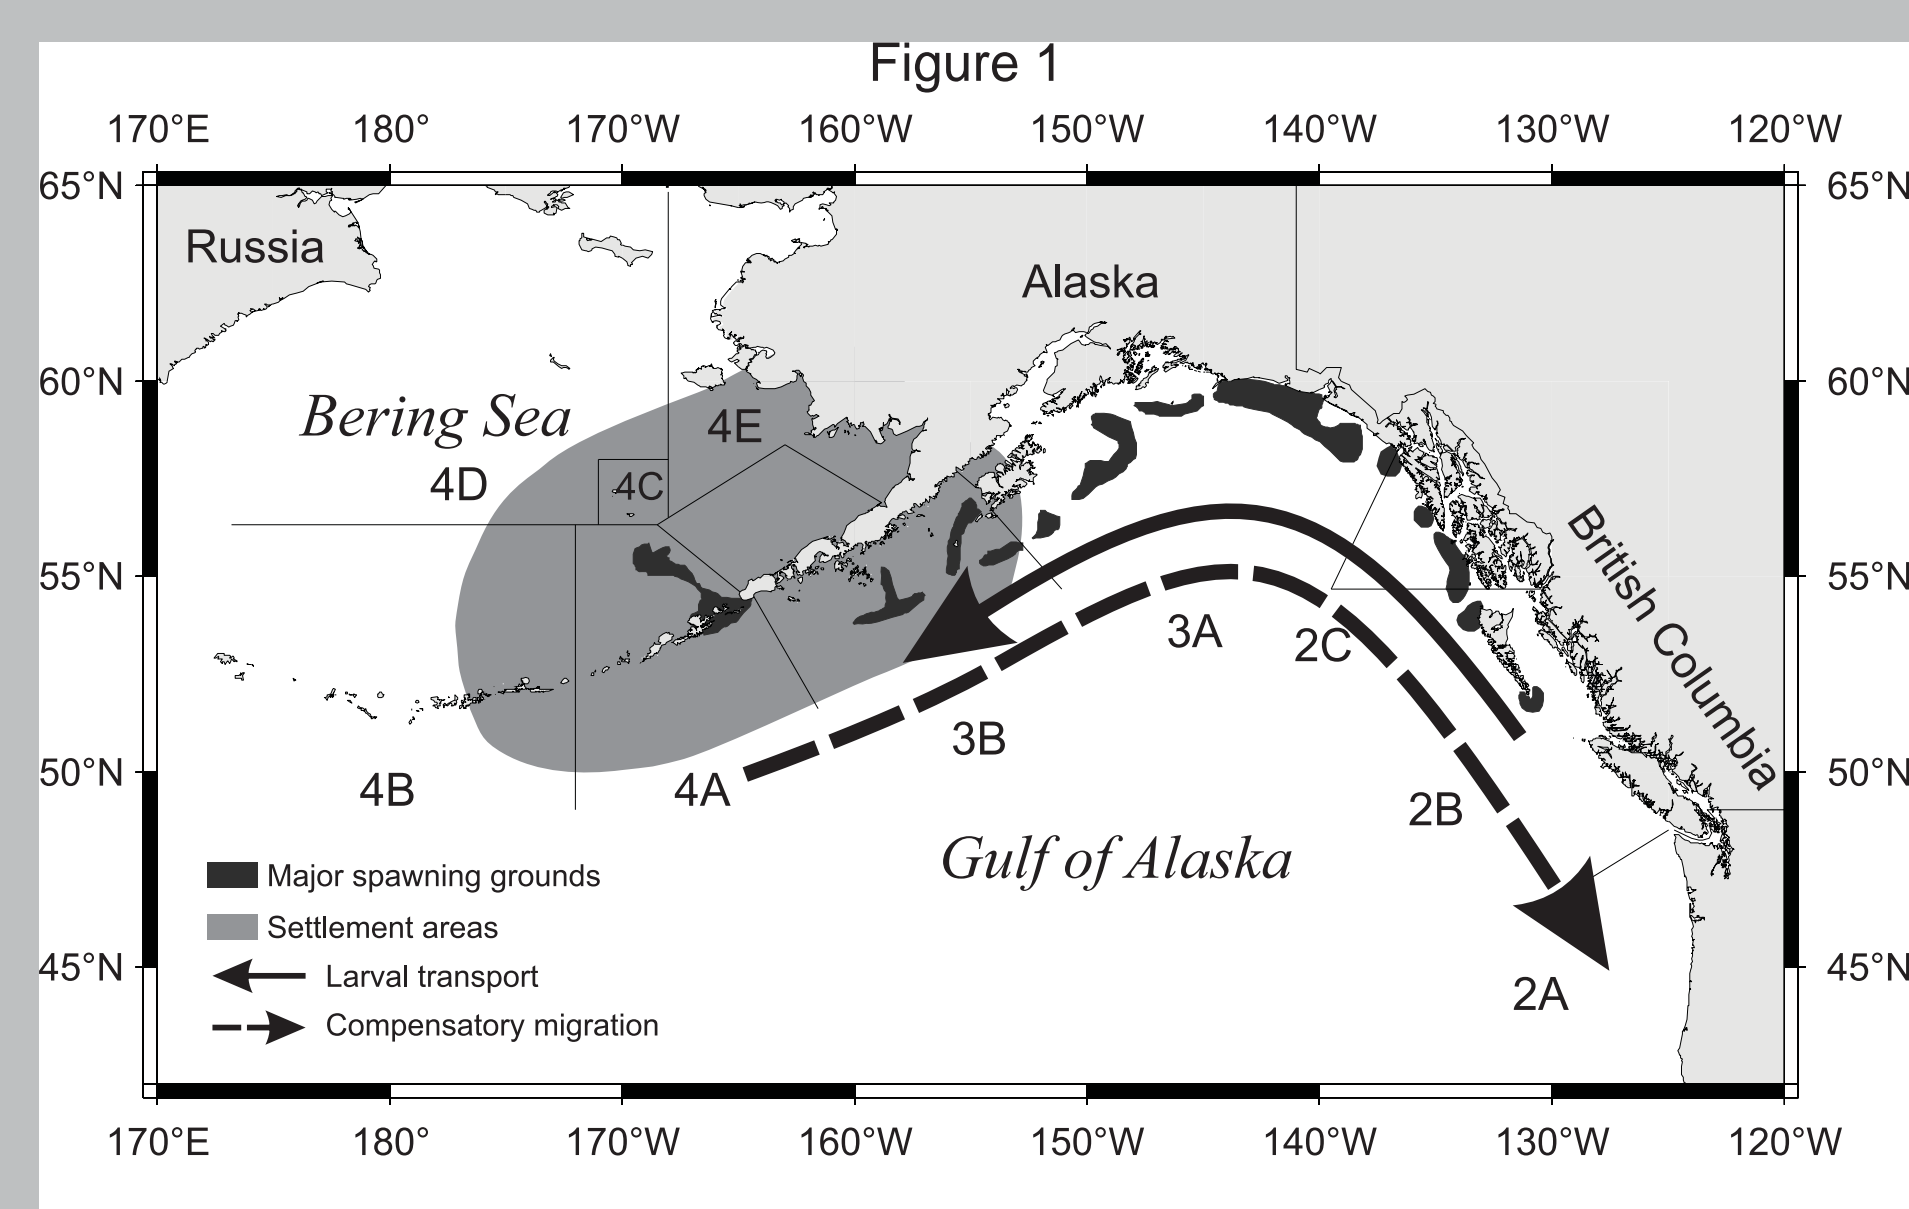 Figure 1
170°E 180° 170°W 160°W 150°W 140°W 130°W 120°W
65°N 65°N
Russia
Alaska
60°N 60°N
Bering Sea
4E
4D
4C
British Columbia
55°N 55°N
3A
2C
3B
50°N 50°N
4B
4A
2B
Gulf of Alaska
Major spawning grounds
Settlement areas
45°N 45°N
Larval transport
2A
Compensatory migration
170°E 180° 170°W 160°W 150°W 140°W 130°W 120°W